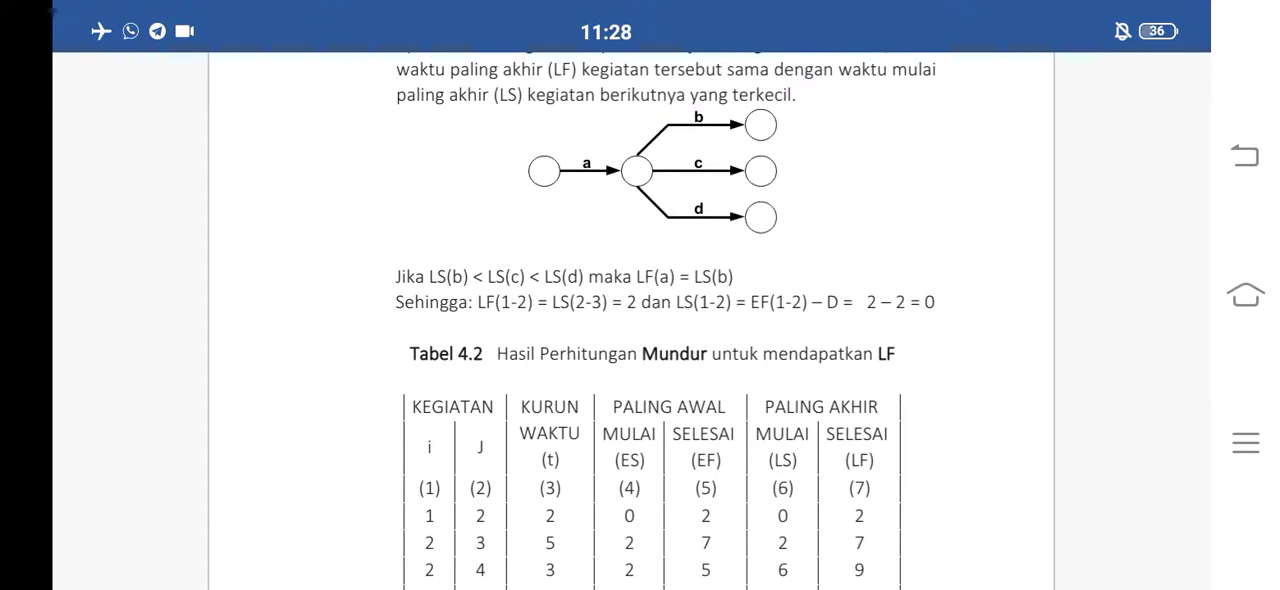 11:28
36
waktu paling akhir (LF) kegiatan tersebut sama dengan waktu mulai
paling akhir (LS) kegiatan berikutnya yang terkecil.
b
a
c
d
Jika LS(b) < LS(c) < LS(d) maka LF(a) = LS(b)
Sehingga: LF(1-2) = LS(2-3) = 2 dan LS(1-2) = EF(1-2) – D = 2 – 2 = 0
Tabel 4.2 Hasil Perhitungan Mundur untuk mendapatkan LF
KEGIATAN KURUN PALING AWAL PALING AKHIR
i J WAKTU MULAI SELESAI MULAI SELESAI
(t) (ES) (EF) (LS) (LF)
(1) (2) (3) (4) (5) (6) (7)
1 2 2 0 2 0 2
2 3 5 2 7 2 7
2 4 3 2 5 6 9